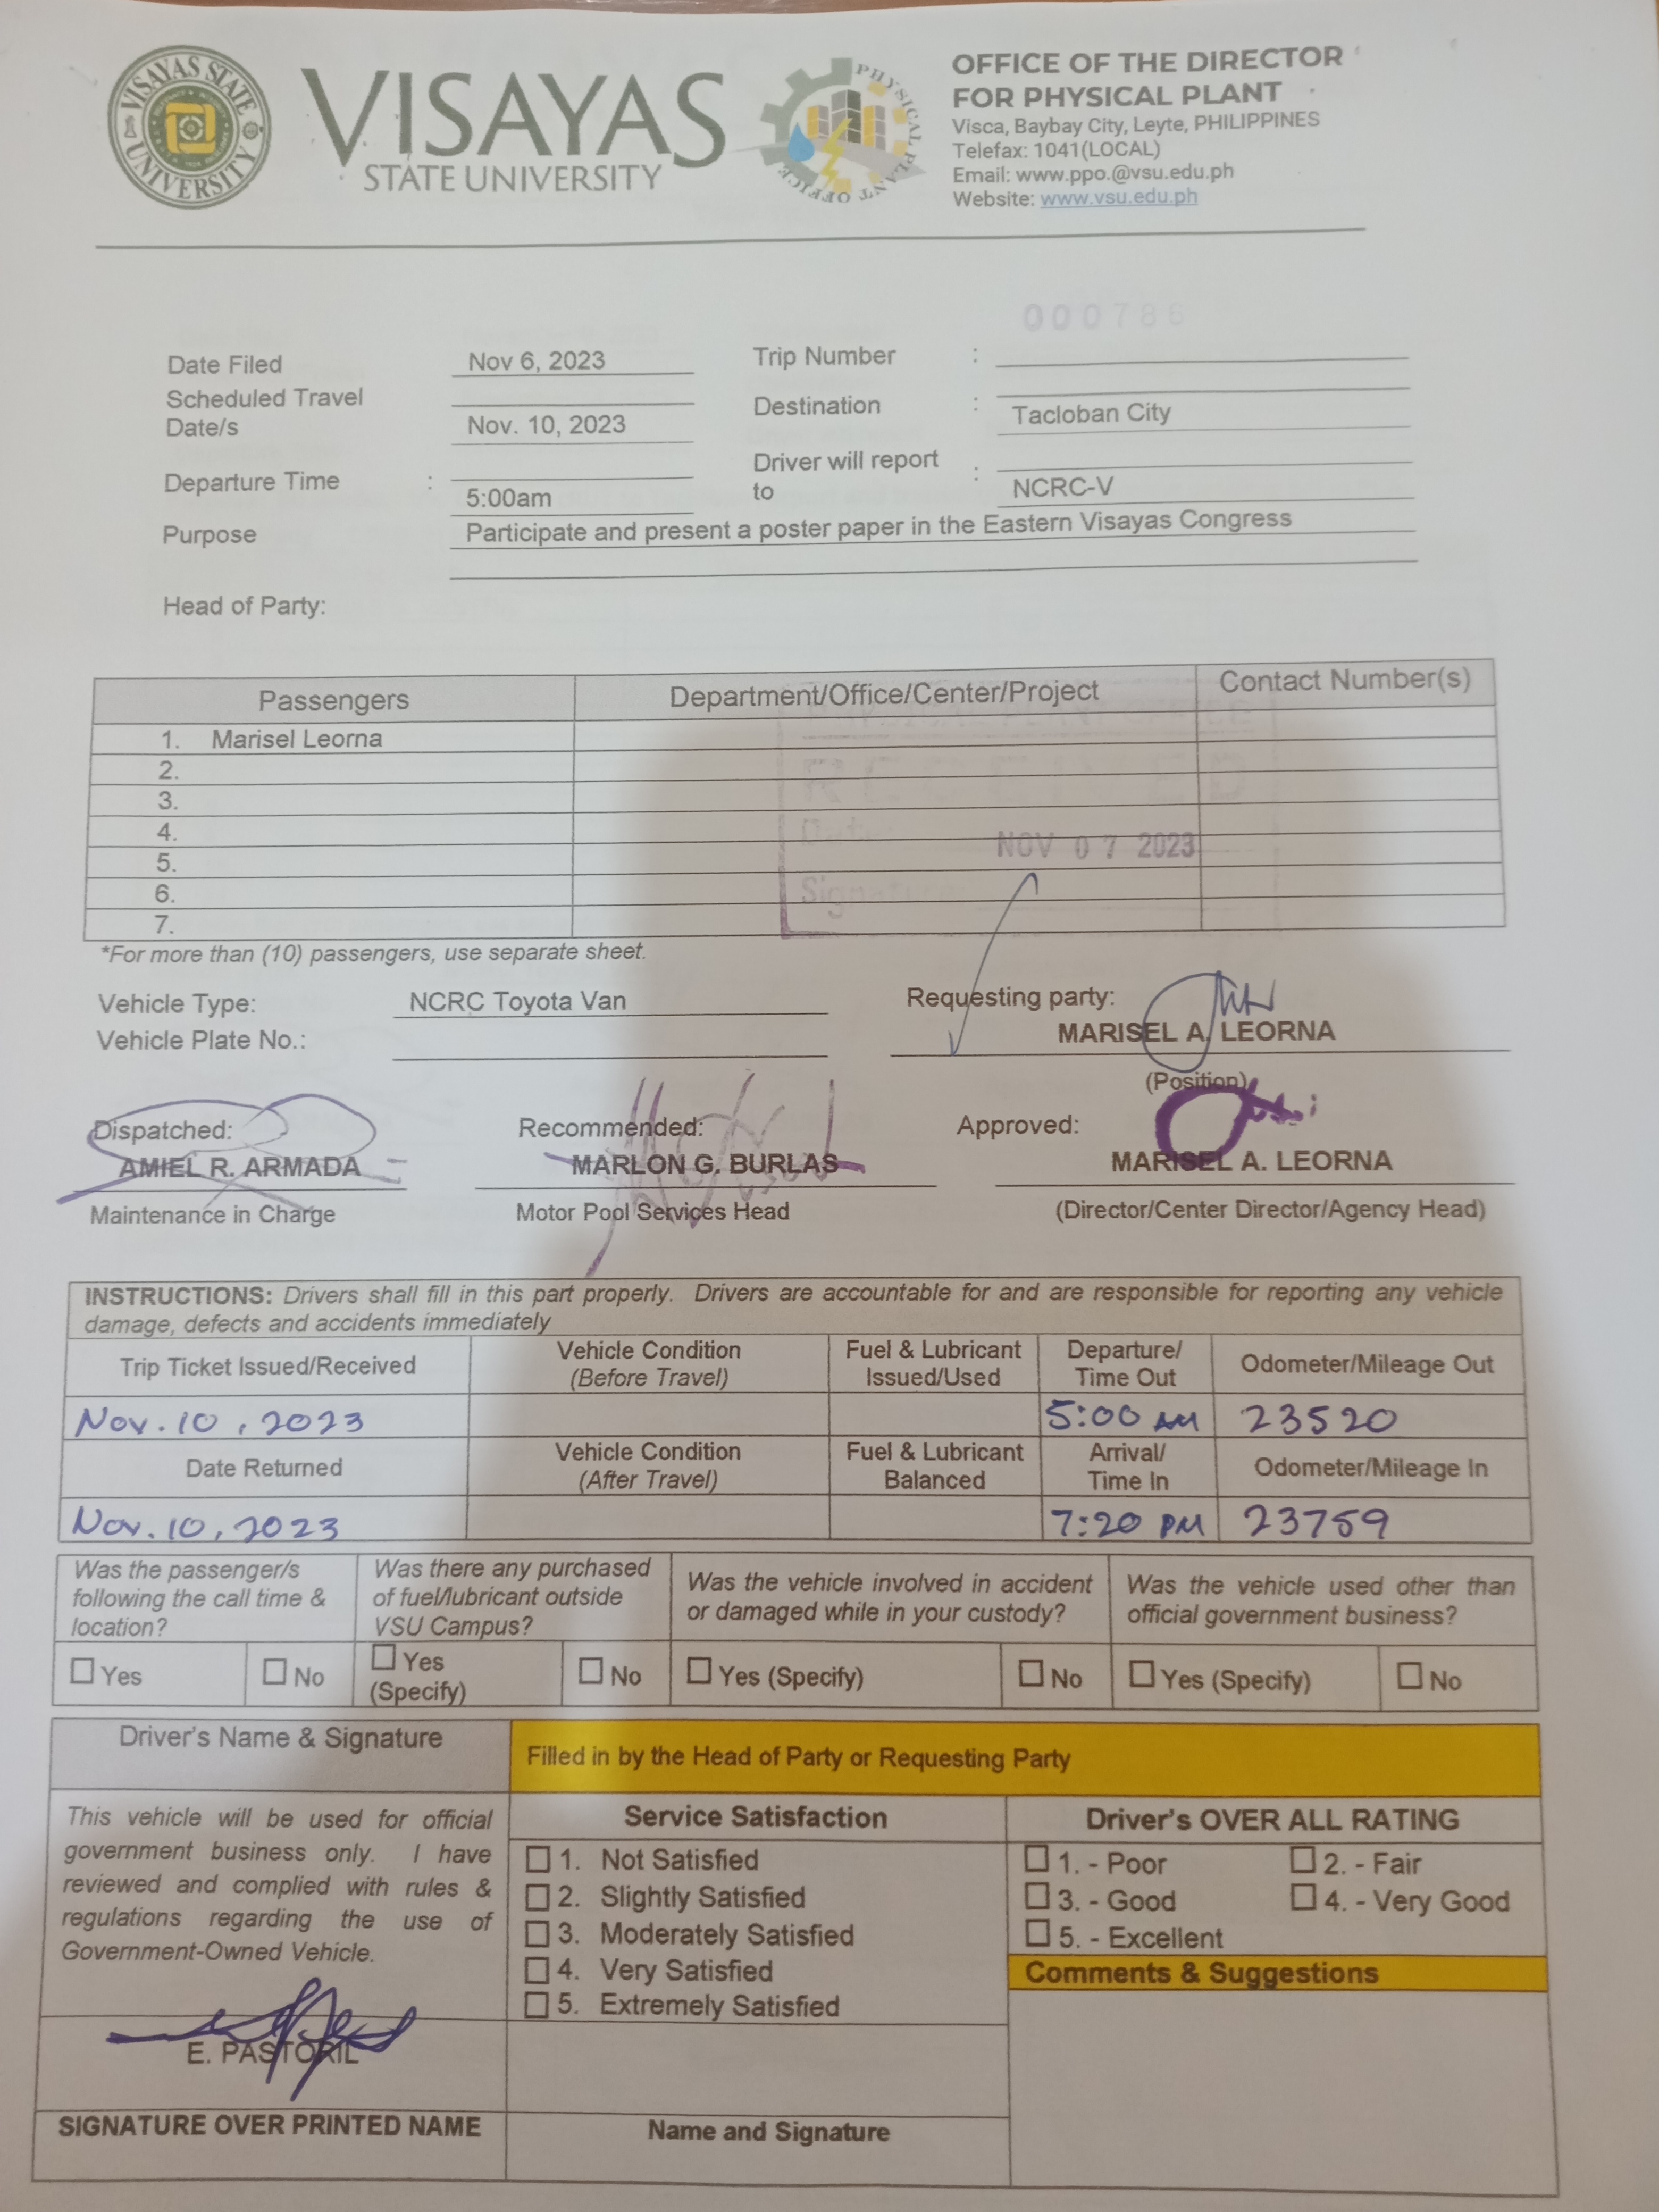 VISAYAS STATE UNIVERSITY
VISAYAS
STATE UNIVERSITY
PHYSICAL PLANT OFFICE
OFFICE OF THE DIRECTOR
FOR PHYSICAL PLANT
Visca, Baybay City, Leyte, PHILIPPINES
Telefax: 1041(LOCAL)
Email: www.ppo.@vsu.edu.ph
Website: www.vsu.edu.ph
000786
Date Filed Nov 6, 2023 Trip Number :
Scheduled Travel Date/s Nov. 10, 2023 Destination : Tacloban City
Departure Time : 5:00am Driver will report to : NCRC-V
Purpose Participate and present a poster paper in the Eastern Visayas Congress
Head of Party:
Passengers Department/Office/Center/Project Contact Number(s)
1. Marisel Leorna
2.
3.
4.
5.
6.
7.
PHYSICAL PLANT OFFICE
RECEIVED
Date
NOV 07 2023
Signature
*For more than (10) passengers, use separate sheet.
Vehicle Type: NCRC Toyota Van Requesting party:
Vehicle Plate No.: MARISEL A. LEORNA
(Position)
Dispatched: Recommended: Approved:
AMIEL R. ARMADA MARLON G. BURLAS MARISEL A. LEORNA
Maintenance in Charge Motor Pool Services Head (Director/Center Director/Agency Head)
INSTRUCTIONS: Drivers shall fill in this part properly. Drivers are accountable for and are responsible for reporting any vehicle
damage, defects and accidents immediately
Trip Ticket Issued/Received Vehicle Condition (Before Travel) Fuel & Lubricant Issued/Used Departure/ Time Out Odometer/Mileage Out
Nov. 10, 2023 5:00 AM 23520
Date Returned Vehicle Condition (After Travel) Fuel & Lubricant Balanced Arrival/ Time In Odometer/Mileage In
Nov. 10, 2023 7:20 PM 23759
Was the passenger/s following the call time & location? Was there any purchased of fuel/lubricant outside VSU Campus? Was the vehicle involved in accident or damaged while in your custody? Was the vehicle used other than official government business?
Yes No Yes (Specify) No Yes (Specify) No Yes (Specify) No
Driver's Name & Signature
Filled in by the Head of Party or Requesting Party
This vehicle will be used for official
government business only. I have
reviewed and complied with rules &
regulations regarding the use of
Government-Owned Vehicle.
E. PASTORIL
SIGNATURE OVER PRINTED NAME
Service Satisfaction
1. Not Satisfied
2. Slightly Satisfied
3. Moderately Satisfied
4. Very Satisfied
5. Extremely Satisfied
Name and Signature
Driver's OVER ALL RATING
1. - Poor 2. - Fair
3. - Good 4. - Very Good
5. - Excellent
Comments & Suggestions